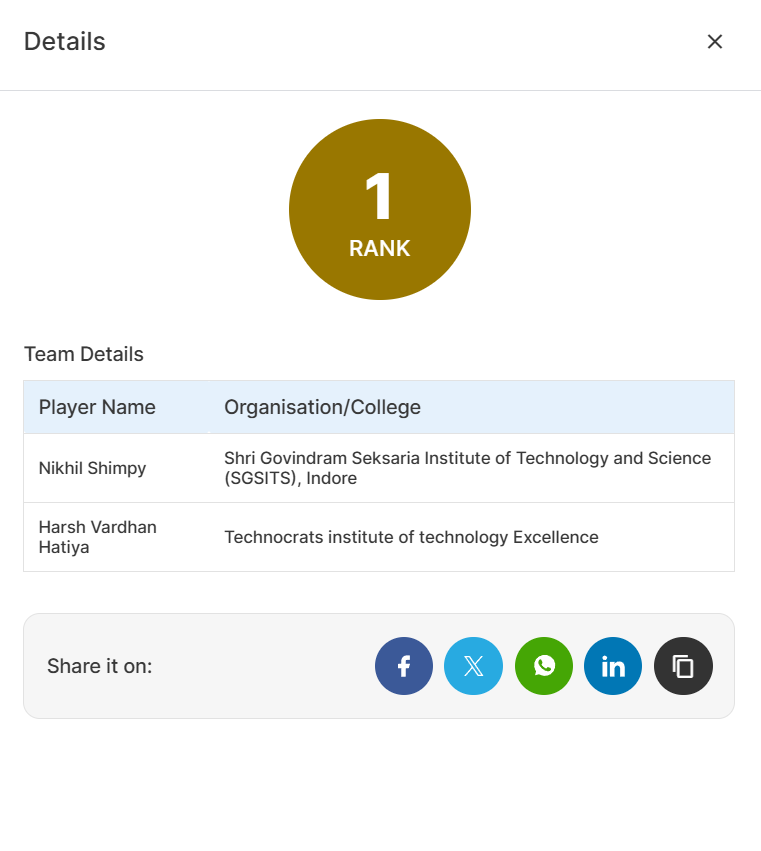 Details
1
RANK
Team Details
Player Name
Organisation/College
Nikhil Shimpy
Shri Govindram Seksaria Institute of Technology and Science
(SGSITS), Indore
Harsh Vardhan
Hatiya
Technocrats institute of technology Excellence
Share it on: